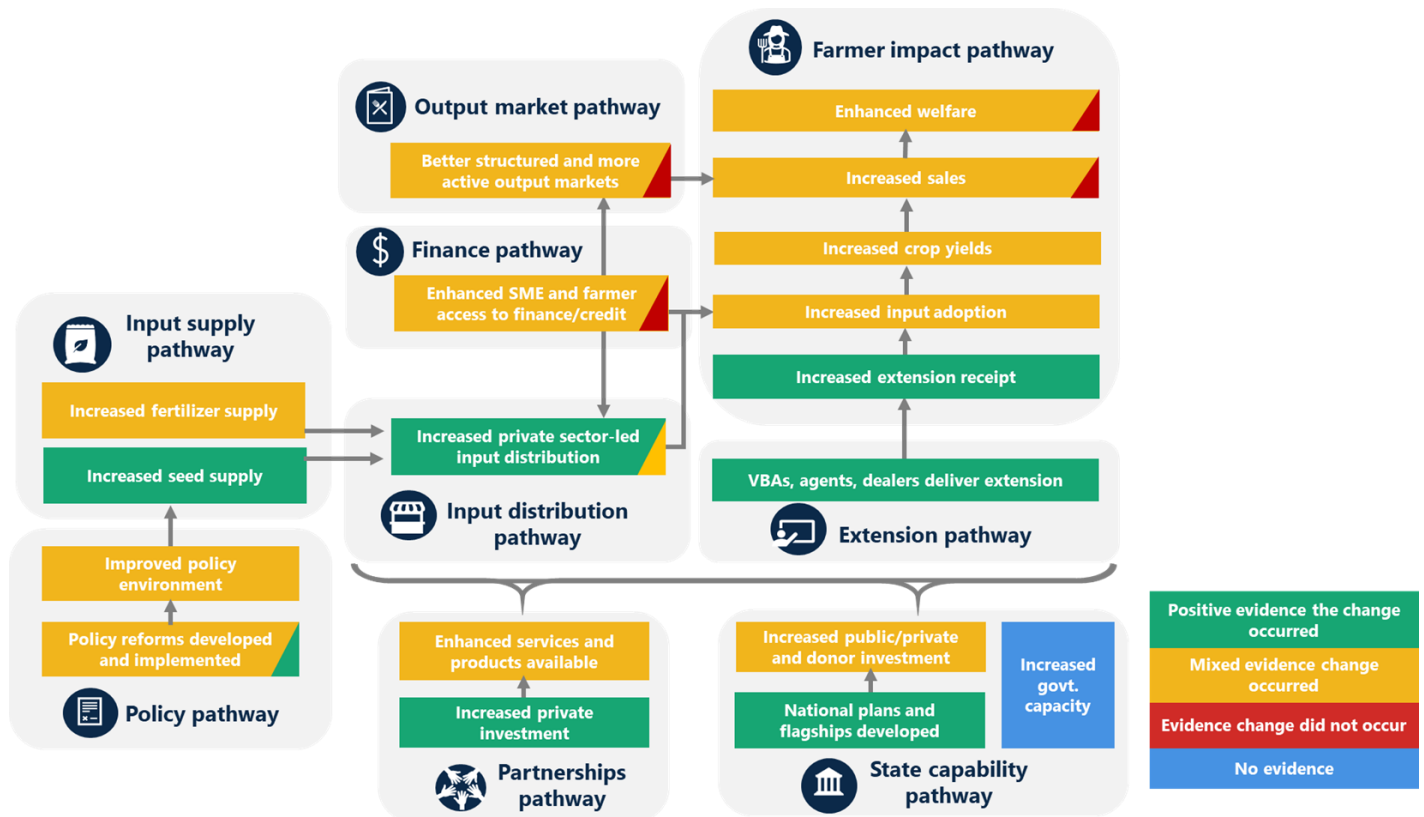 Farmer impact pathway
Enhanced welfare
Increased sales
Increased crop yields
Increased input adoption
Increased extension receipt
Output market pathway
Better structured and more
active output markets
Finance pathway
$
Enhanced SME and farmer
access to finance/credit
Input supply
pathway
Increased fertilizer supply
Increased seed supply
Increased private sector-led
input distribution
Input distribution
pathway
VBAs, agents, dealers deliver extension
Extension pathway
Improved policy
environment
Policy reforms developed
and implemented
Policy pathway
Enhanced services and
products available
Increased private
investment
Partnerships
pathway
Increased public/private
and donor investment
National plans and
flagships developed
Increased
govt.
capacity
State capability
pathway
Positive evidence the change
occurred
Mixed evidence change
occurred
Evidence change did not occur
No evidence